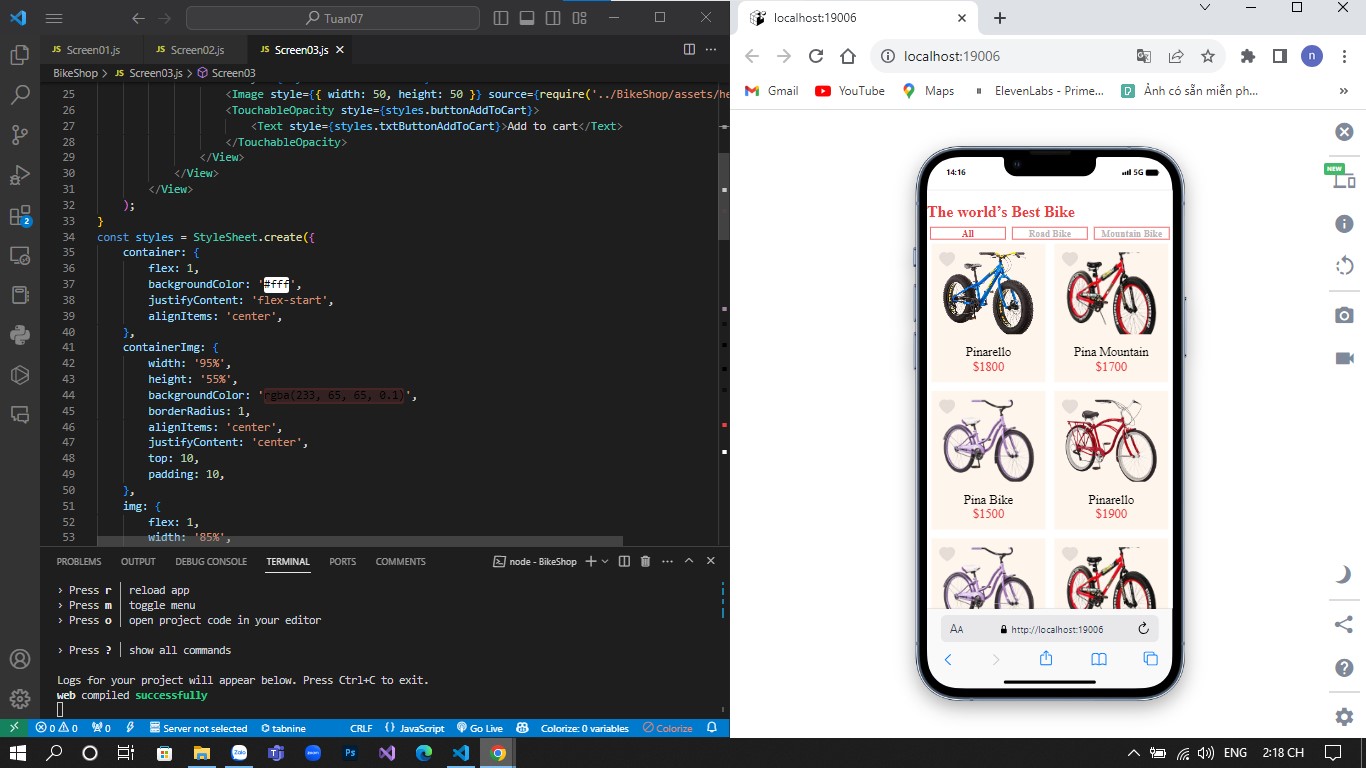 Tuan07
JS Screen01.js
JS Screen02.js
JS Screen03.js
BikeShop > JS Screen03.js > Screen03
25 <Image style={{ width: 50, height: 50 }} source={require('../BikeShop/assets/he
26 <TouchableOpacity style={styles.buttonAddToCart}>
27 <Text style={styles.txtButtonAddToCart}>Add to cart</Text>
28 </TouchableOpacity>
29 </View>
30 </View>
31 </View>
32 );
33 }
34 const styles = StyleSheet.create({
35 container: {
36 flex: 1,
37 backgroundColor: '#fff',
38 justifyContent: 'flex-start',
39 alignItems: 'center',
40 },
41 containerImg: {
42 width: '95%',
43 height: '55%',
44 backgroundColor: 'rgba(233, 65, 65, 0.1)',
45 borderRadius: 1,
46 alignItems: 'center',
47 justifyContent: 'center',
48 top: 10,
49 padding: 10,
50 },
51 img: {
52 flex: 1,
53 width: '85%',
PROBLEMS OUTPUT DEBUG CONSOLE TERMINAL PORTS COMMENTS node - BikeShop
› Press r | reload app
› Press m | toggle menu
› Press o | open project code in your editor
› Press ? | show all commands
Logs for your project will appear below. Press Ctrl+C to exit.
web compiled successfully
2
0 0 0 Server not selected tabnine CRLF {} JavaScript Go Live Colorize: 0 variables Colorize
localhost:19006
localhost:19006
n
Gmail YouTube Maps ElevenLabs - Prime... Ảnh có sẵn miễn ph... »
NEW
14:16 5G
The world's Best Bike
All Road Bike Mountain Bike
Pinarello Pina Mountain
$1800 $1700
Pina Bike Pinarello
$1500 $1900
AA http://localhost:19006
zoom Ps
ENG 2:18 CH